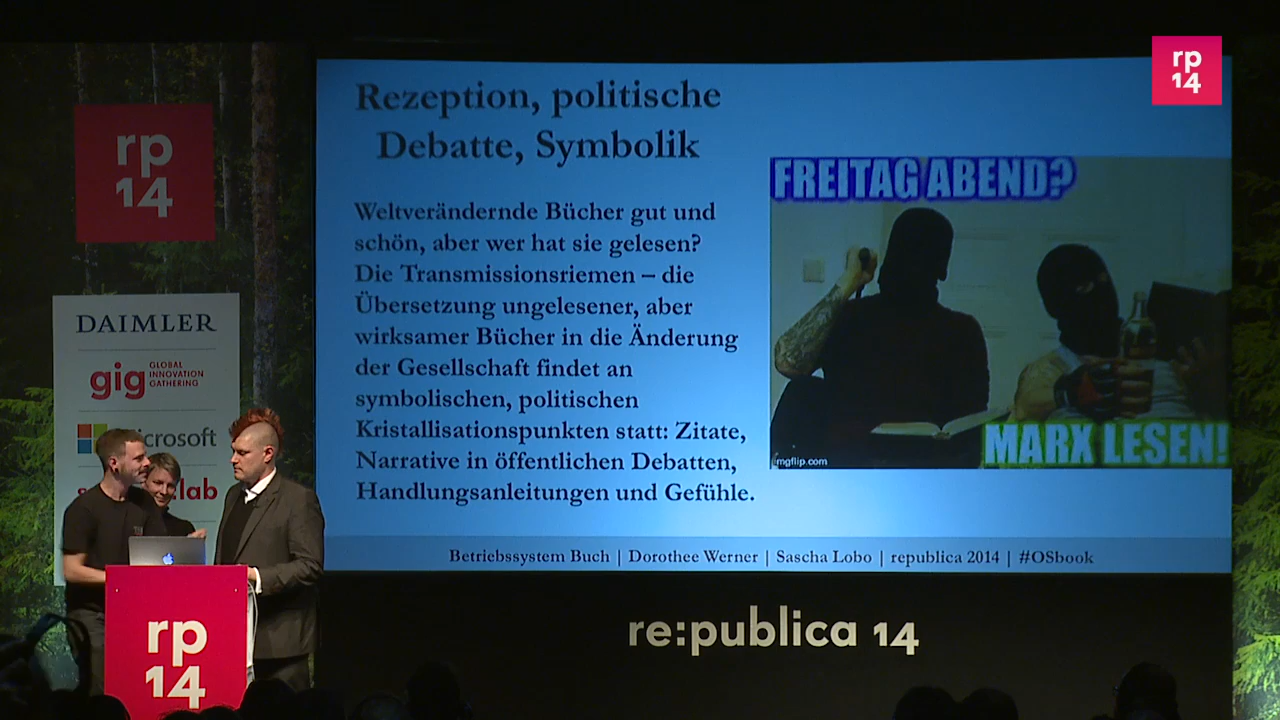 rp
14
rp
14
DAIMLER
gig GLOBAL
INNOVATION
GATHERING
lab
rp
14
Rezeption, politische
Debatte, Symbolik
Weltverändernde Bücher gut und
schön, aber wer hat sie gelesen?
Die Transmissionsriemen – die
Übersetzung ungelesener, aber
wirksamer Bücher in die Änderung
der Gesellschaft findet an
symbolischen, politischen
Kristallisationspunkten statt: Zitate,
Narrative in öffentlichen Debatten,
Handlungsanleitungen und Gefühle.
FREITAG ABEND?
MARX LESEN!
imgflip.com
Betriebssystem Buch | Dorothee Werner | Sascha Lobo | republica 2014 | #OSbook
re:publica 14